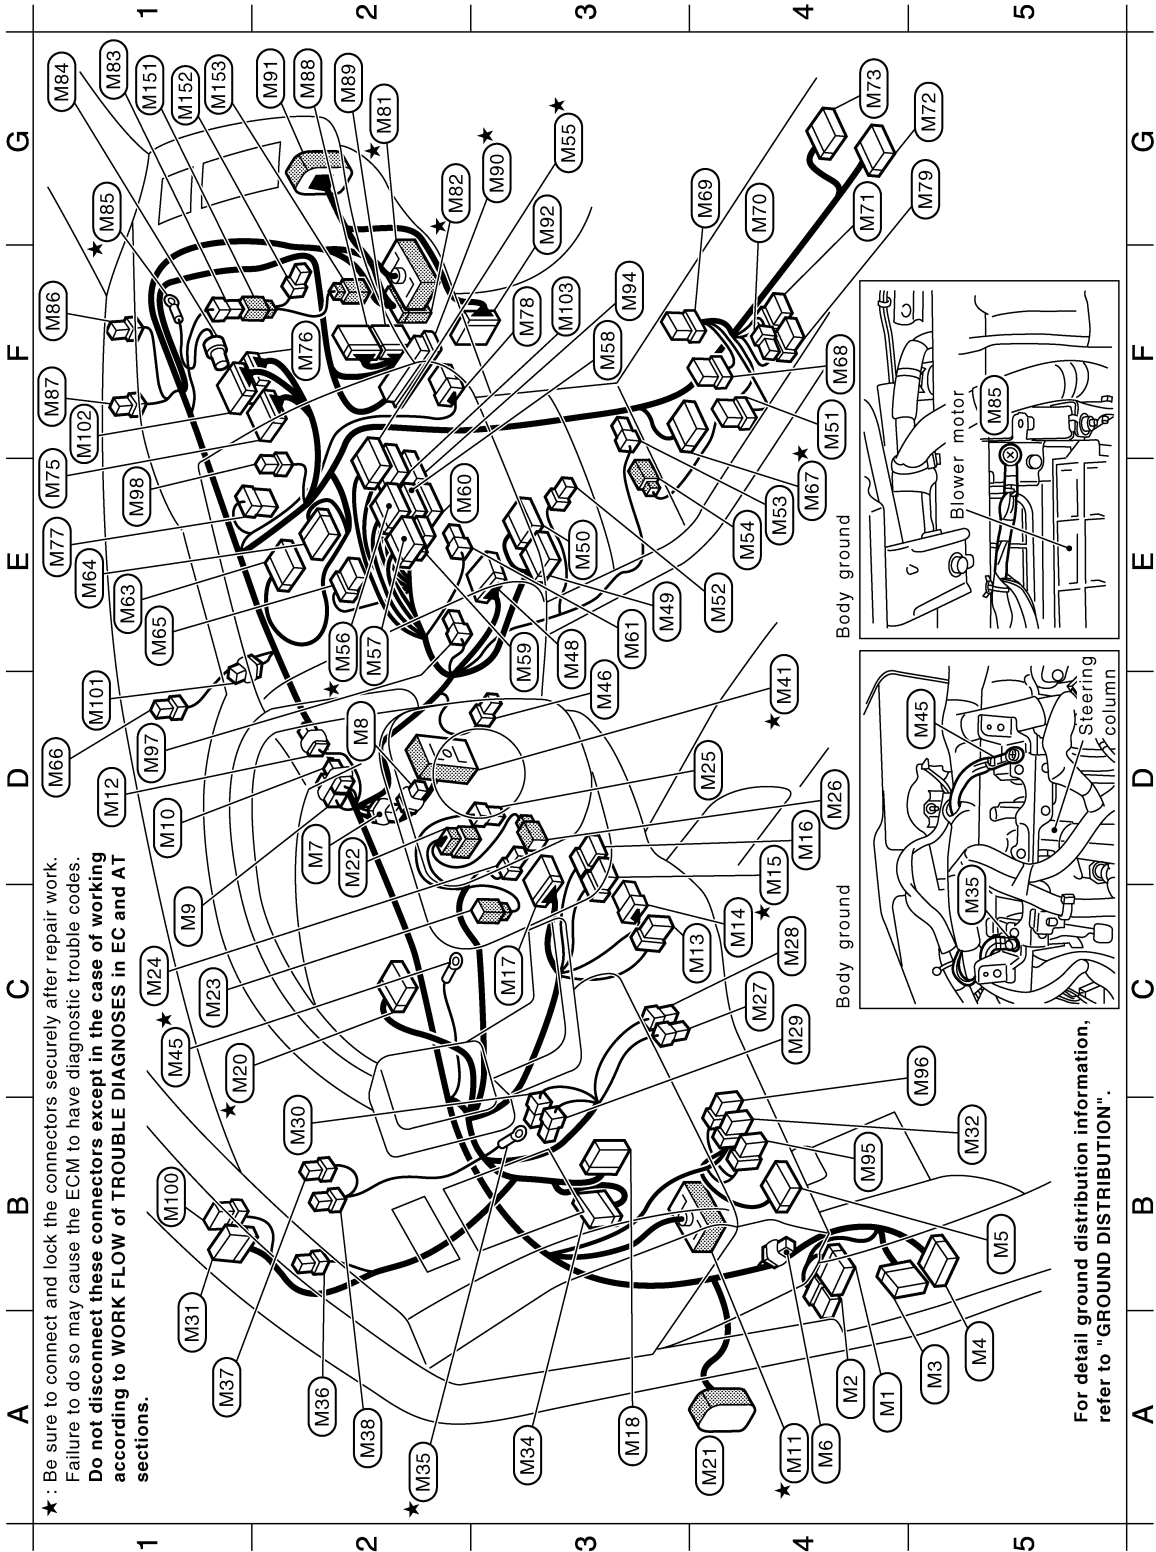 ★ : Be sure to connect and lock the connectors securely after repair work.
Failure to do so may cause the ECM to have diagnostic trouble codes.
Do not disconnect these connectors except in the case of working
according to WORK FLOW of TROUBLE DIAGNOSES in EC and AT
sections.
A
B
C
D
E
F
G
1
2
3
4
5
M31
M100
M37
M36
M38
★ M35
M34
M18
M21
★ M11
M6
M2
M1
M3
M4
M5
M95
M32
M96
M30
★ M20
★ M45
M23
M24
M9
M10
M12
M97
M66
M101
M7
M22
M8
M17
M13
M14
★ M15
M16
M28
M27
M29
M26
M25
★ M41
M46
M48
M59
M61
M49
M52
M50
M60
★ M56
M57
M65
M63
M64
M77
M98
M75
M102
M87
M86
M76
★ M85
M84
M83
M151
M152
M153
M91
M88
M89
★ M81
★ M82
★ M90
★ M55
M92
M78
M103
M94
M58
M54
M53
★ M67
M51
M68
M69
M70
M71
M79
M72
M73
Body ground
M35
M45
Steering
column
Body ground
Blower motor
M85
For detail ground distribution information,
refer to "GROUND DISTRIBUTION".
1
2
3
4
5
A
B
C
D
E
F
G